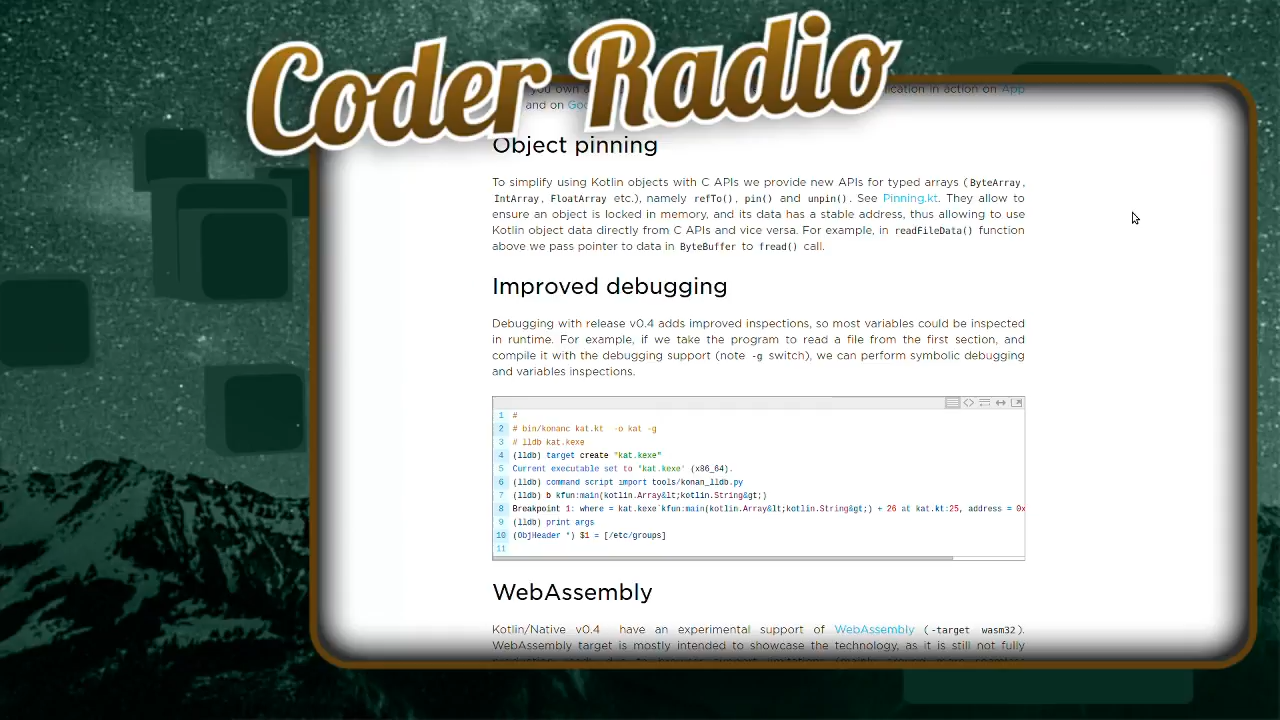 Coder Radio
you own a
ication in action on App
and on Goo
Object pinning
To simplify using Kotlin objects with C APIs we provide new APIs for typed arrays (ByteArray,
IntArray, FloatArray etc.), namely refTo(), pin() and unpin(). See Pinning.kt. They allow to
ensure an object is locked in memory, and its data has a stable address, thus allowing to use
Kotlin object data directly from C APIs and vice versa. For example, in readFileData() function
above we pass pointer to data in ByteBuffer to fread() call.
Improved debugging
Debugging with release v0.4 adds improved inspections, so most variables could be inspected
in runtime. For example, if we take the program to read a file from the first section, and
compile it with the debugging support (note -g switch), we can perform symbolic debugging
and variables inspections.
1 #
2 # bin/konanc kat.kt  -o kat -g
3 # lldb kat.kexe
4 (lldb) target create "kat.kexe"
5 Current executable set to 'kat.kexe' (x86_64).
6 (lldb) command script import tools/konan_lldb.py
7 (lldb) b kfun:main(kotlin.Array&lt;kotlin.String&gt;)
8 Breakpoint 1: where = kat.kexe`kfun:main(kotlin.Array&lt;kotlin.String&gt;) + 26 at kat.kt:25, address = 0x
9 (lldb) print args
10 (ObjHeader *) $1 = [/etc/groups]
11
WebAssembly
Kotlin/Native v0.4 have an experimental support of WebAssembly (-target wasm32).
WebAssembly target is mostly intended to showcase the technology, as it is still not fully